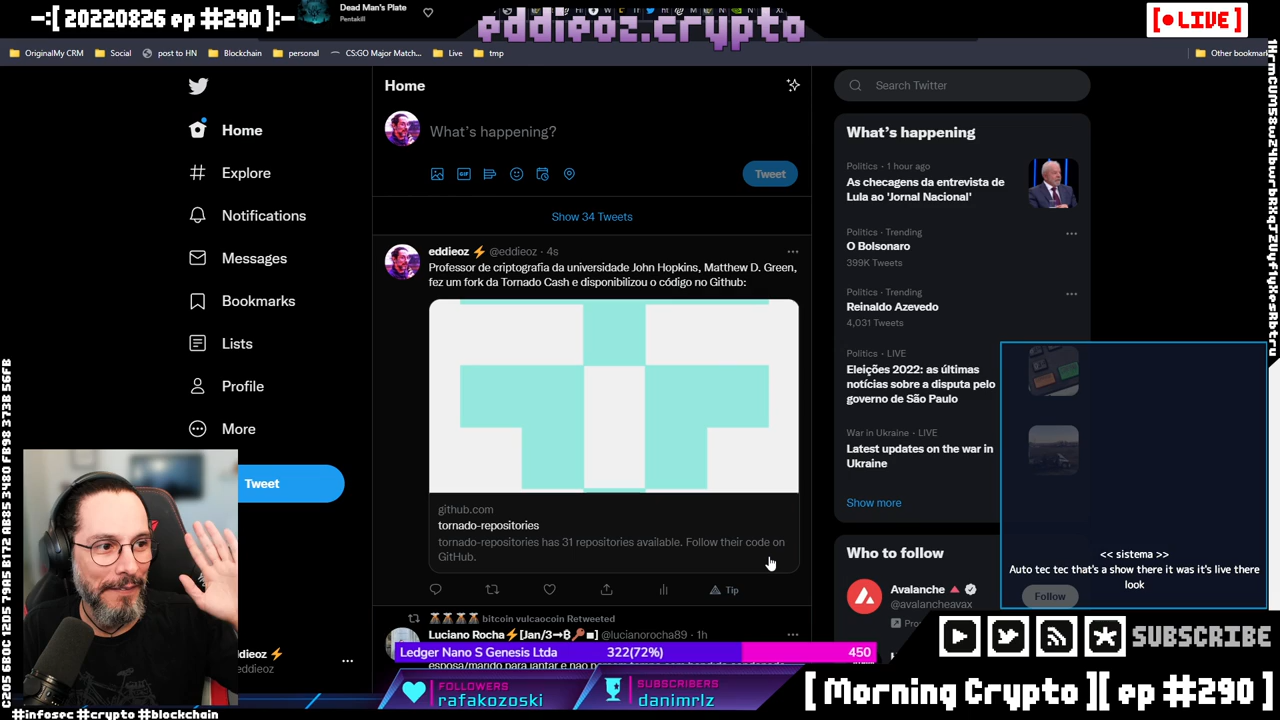 -:[ 20220826 ep #290 ]:-
Dead Man's Plate
Pentakill
eddieoz.crypto
[•LIVE]
OriginalMy CRM
Social
post to HN
Blockchain
personal
CS:GO Major Match...
Live
tmp
Other bookmar
Home
Explore
Notifications
Messages
Bookmarks
Lists
Profile
More
Tweet
Home
What's happening?
GIF
Tweet
Show 34 Tweets
eddieoz⚡ @eddieoz · 4s
Professor de criptografia da universidade John Hopkins, Matthew D. Green,
fez um fork da Tornado Cash e disponibilizou o código no Github:
github.com
tornado-repositories
tornado-repositories has 31 repositories available. Follow their code on
GitHub.
Tip
bitcoin vulcaocoin Retweeted
Luciano Rocha⚡[Jan/3→₿🔑■] @lucianorocha89 · 1h
Search Twitter
What's happening
Politics · 1 hour ago
As checagens da entrevista de
Lula ao 'Jornal Nacional'
Politics · Trending
O Bolsonaro
399K Tweets
Politics · Trending
Reinaldo Azevedo
4,031 Tweets
Politics · LIVE
Eleições 2022: as últimas
notícias sobre a disputa pelo
governo de São Paulo
War in Ukraine · LIVE
Latest updates on the war in
Ukraine
Show more
Who to follow
Avalanche
@avalancheavax
Follow
<< sistema >>
Auto tec tec that's a show there it was it's live there
look
Ledger Nano S Genesis Ltda 322(72%) 450
FOLLOWERS
rafakozoski
SUBSCRIBERS
danimrlz
SUBSCRIBE
[ Morning Crypto ][ ep #290 ]
ddieoz⚡
eddieoz
#infosec #crypto #blockchain